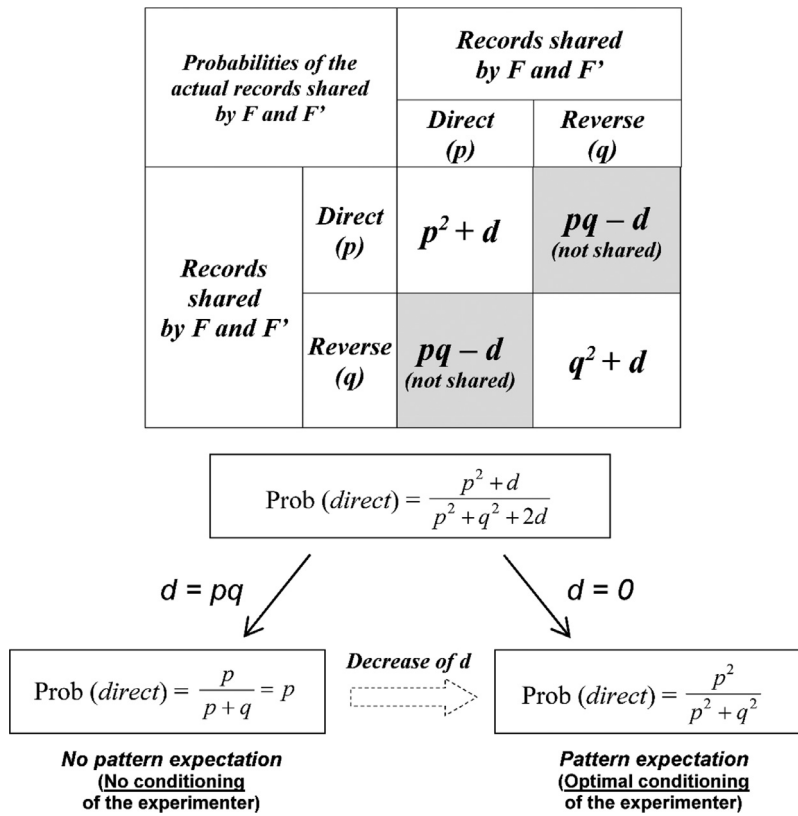 Probabilities of the
actual records shared
by F and F’
Records shared
by F and F’
Direct
(p)
Reverse
(q)
Records
shared
by F and F’
Direct
(p)
p² + d
pq – d
(not shared)
Reverse
(q)
pq – d
(not shared)
q² + d
Prob (direct) = (p² + d) / (p² + q² + 2d)
d = pq
d = 0
Prob (direct) = p / (p + q) = p
Decrease of d
Prob (direct) = p² / (p² + q²)
No pattern expectation
(No conditioning
of the experimenter)
Pattern expectation
(Optimal conditioning
of the experimenter)